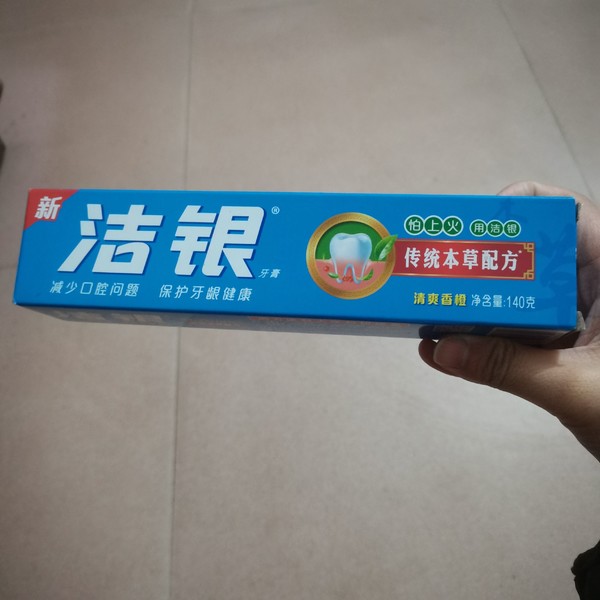 新
洁银®
牙膏
减少口腔问题 保护牙龈健康
怕上火 用洁银
传统本草配方
清爽香橙 净含量:140克